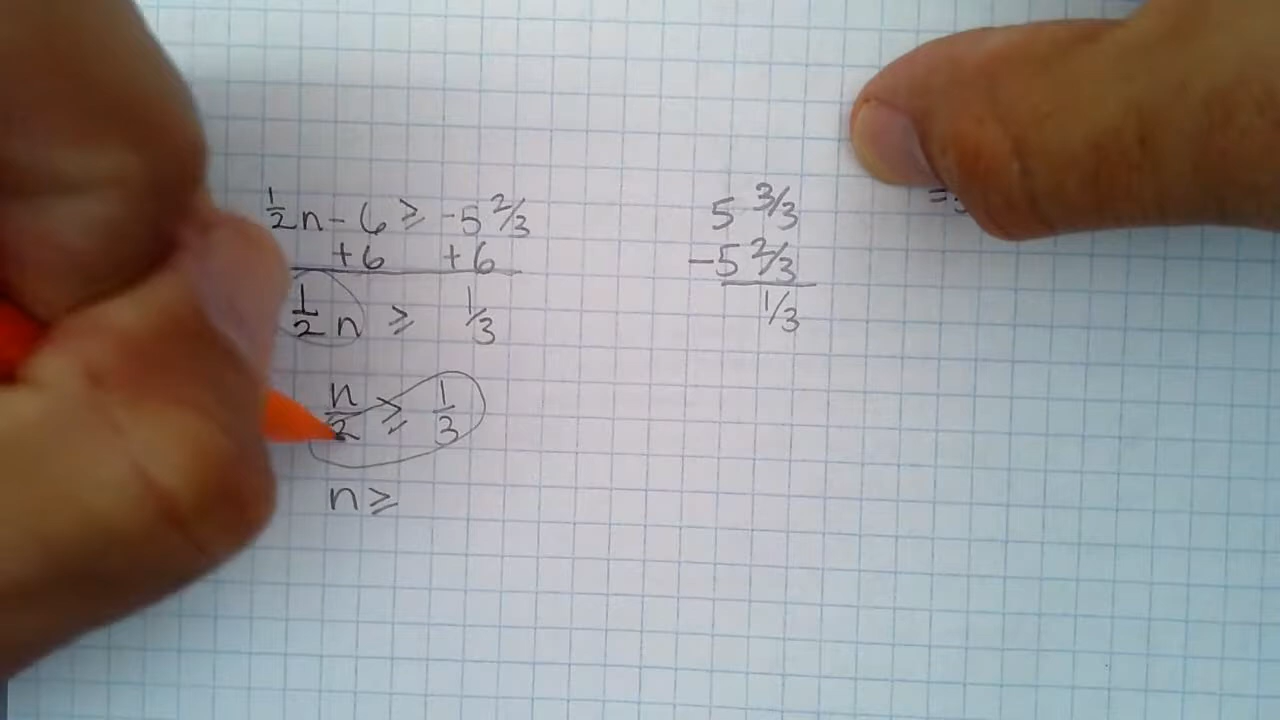 ½n - 6 ≥ -5 2/3
+6 +6
½n ≥ 1/3
n/2 ≥ 1/3
n ≥
5 3/3
-5 2/3
1/3
=